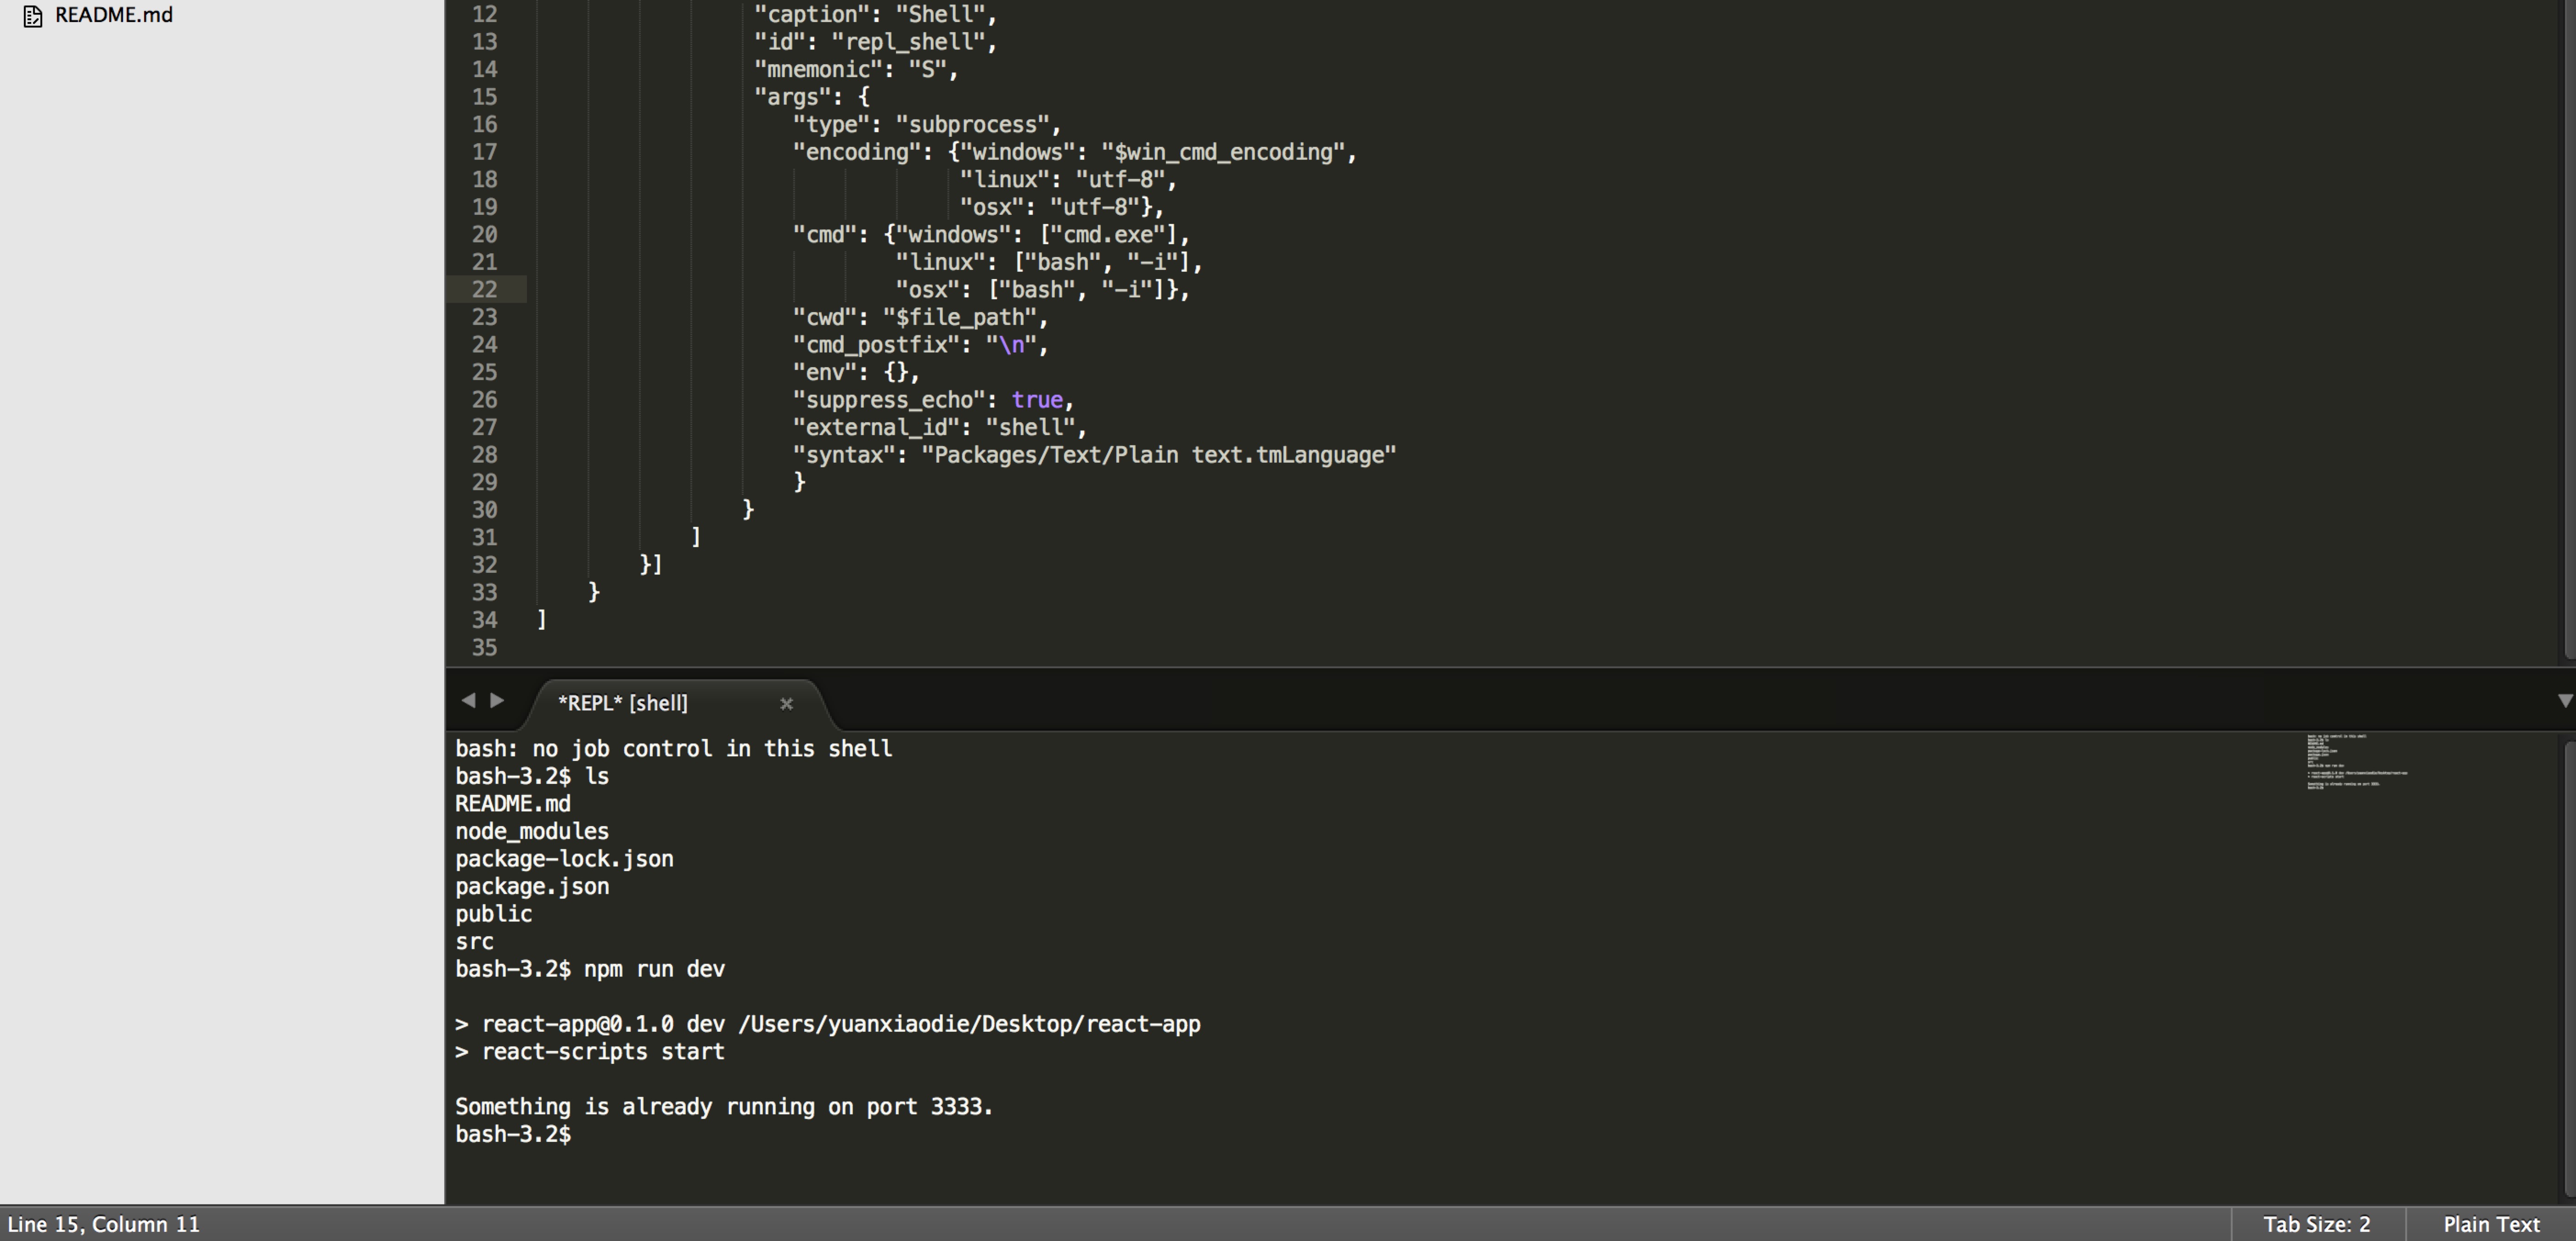 README.md
12 "caption": "Shell",
13 "id": "repl_shell",
14 "mnemonic": "S",
15 "args": {
16 "type": "subprocess",
17 "encoding": {"windows": "$win_cmd_encoding",
18 "linux": "utf-8",
19 "osx": "utf-8"},
20 "cmd": {"windows": ["cmd.exe"],
21 "linux": ["bash", "-i"],
22 "osx": ["bash", "-i"]},
23 "cwd": "$file_path",
24 "cmd_postfix": "\n",
25 "env": {},
26 "suppress_echo": true,
27 "external_id": "shell",
28 "syntax": "Packages/Text/Plain text.tmLanguage"
29 }
30 }
31 ]
32 }]
33 }
34 ]
35
*REPL* [shell]
bash: no job control in this shell
bash-3.2$ ls
README.md
node_modules
package-lock.json
package.json
public
src
bash-3.2$ npm run dev
> react-app@0.1.0 dev /Users/yuanxiaodie/Desktop/react-app
> react-scripts start
Something is already running on port 3333.
bash-3.2$
Line 15, Column 11
Tab Size: 2
Plain Text